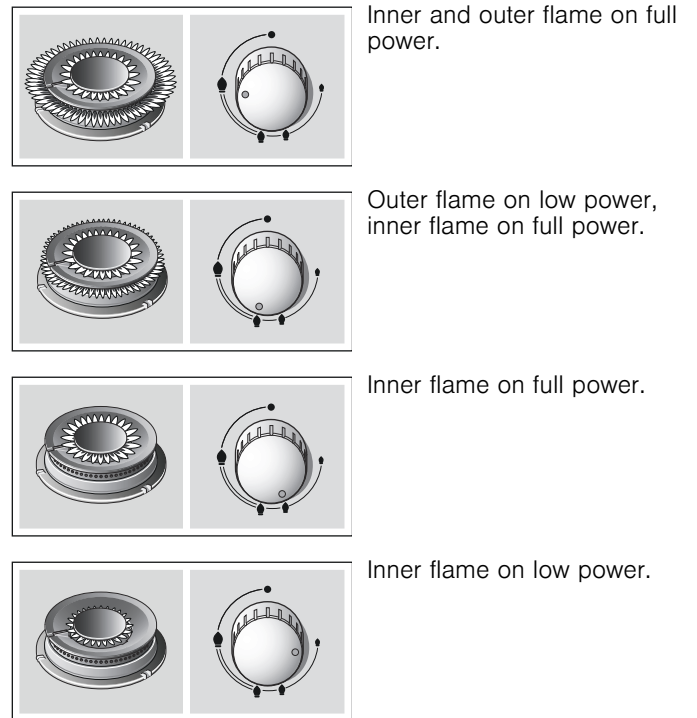 Inner and outer flame on full
power.
Outer flame on low power,
inner flame on full power.
Inner flame on full power.
Inner flame on low power.